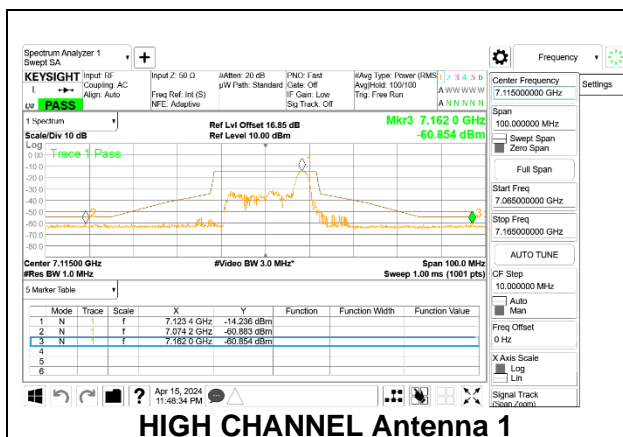 Spectrum Analyzer 1
Swept SA
Frequency
KEYSIGHT
PASS
Input: RF
Coupling: AC
Align: Auto
Input Z: 50 Ω
Freq Ref: Int (S)
NFE: Adaptive
#Atten: 20 dB
µW Path: Standard
PNO: Fast
Gate: Off
IF Gain: Low
Sig Track: Off
#Avg Type: Power (RMS
Avg|Hold: 100/100
Trig: Free Run
1 2 3 4 5 6
A W W W W W
A N N N N N
1 Spectrum
Scale/Div 10 dB
Ref Lvl Offset 16.85 dB
Ref Level 10.00 dBm
Mkr3 7.162 0 GHz
-60.854 dBm
Log
Trace 1 Pass
0.00
-10.0
-20.0
-30.0
-40.0
-50.0
-60.0
-70.0
-80.0
1
2
3
Center 7.11500 GHz
#Res BW 1.0 MHz
#Video BW 3.0 MHz*
Span 100.0 MHz
Sweep 1.00 ms (1001 pts)
5 Marker Table
Mode Trace Scale X Y Function Function Width Function Value
1 N 1 f 7.123 4 GHz -14.236 dBm
2 N 1 f 7.074 2 GHz -60.883 dBm
3 N 1 f 7.162 0 GHz -60.854 dBm
4
5
6
Apr 15, 2024
11:48:34 PM
Center Frequency
7.115000000 GHz
Settings
Span
100.000000 MHz
Swept Span
Zero Span
Full Span
Start Freq
7.065000000 GHz
Stop Freq
7.165000000 GHz
AUTO TUNE
CF Step
10.000000 MHz
Auto
Man
Freq Offset
0 Hz
X Axis Scale
Log
Lin
Signal Track
(Span Zoom)
HIGH CHANNEL Antenna 1